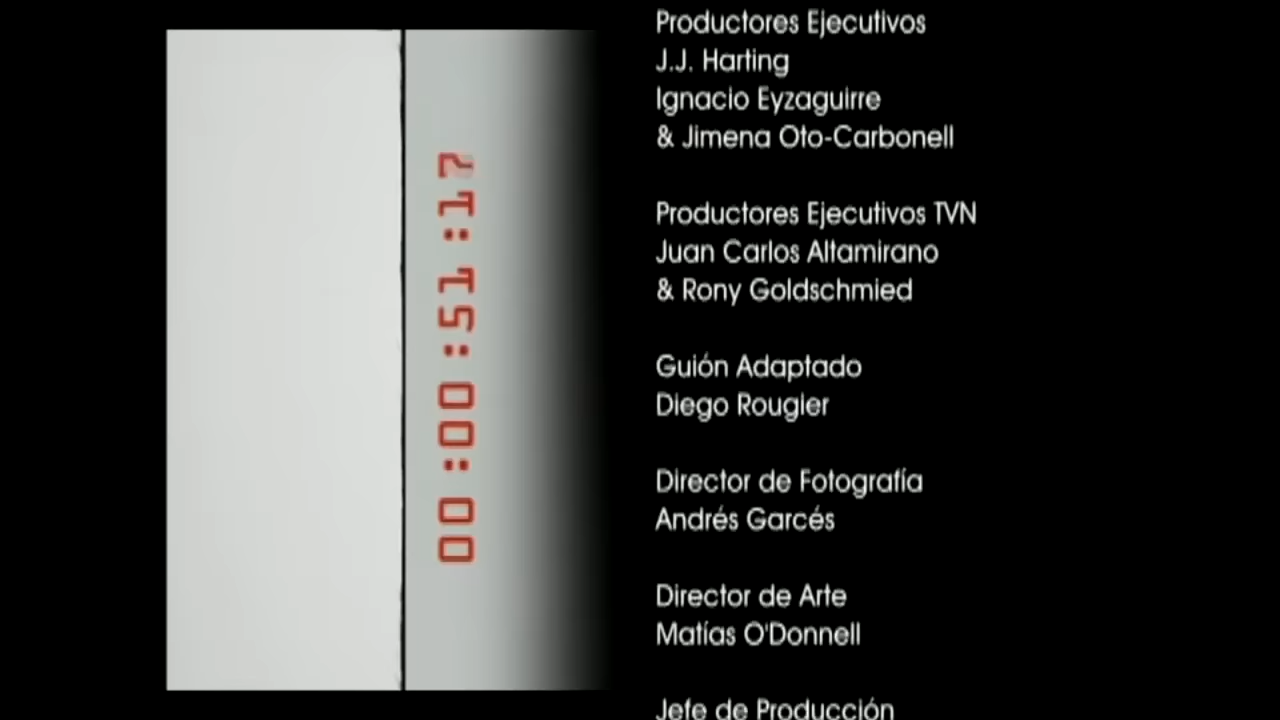 00:00:51:17
Productores Ejecutivos
J.J. Harting
Ignacio Eyzaguirre
& Jimena Oto-Carbonell
Productores Ejecutivos TVN
Juan Carlos Altamirano
& Rony Goldschmied
Guión Adaptado
Diego Rougier
Director de Fotografía
Andrés Garcés
Director de Arte
Matías O'Donnell
Jefe de Producción